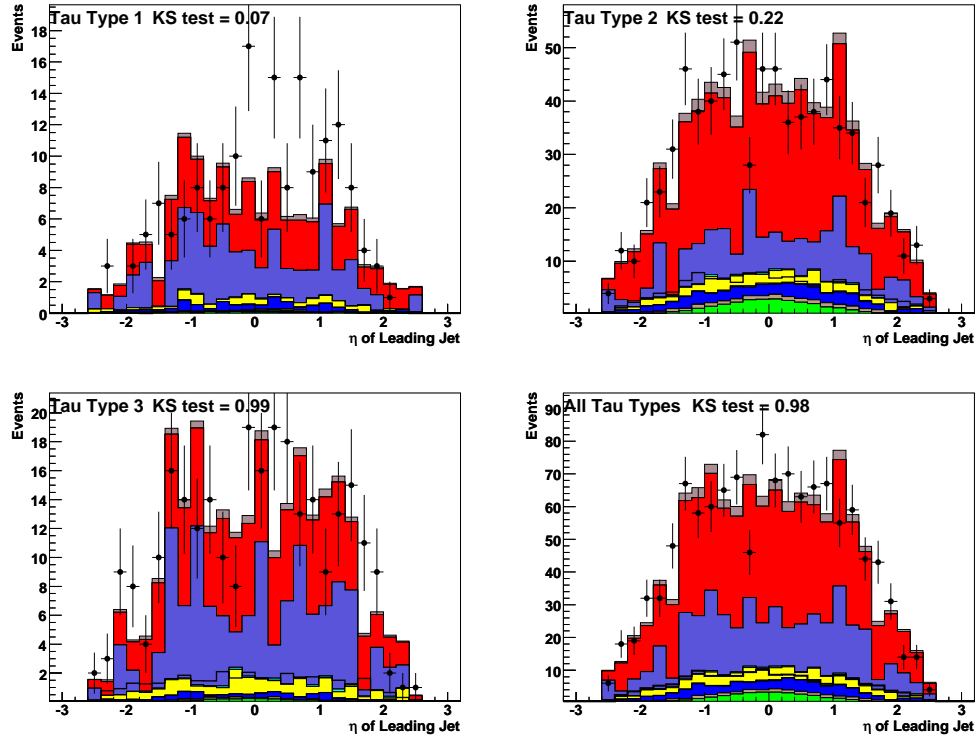 Tau Type 1 KS test = 0.07
Events
18
16
14
12
10
8
6
4
2
0
-3 -2 -1 0 1 2 3
η of Leading Jet
Tau Type 2 KS test = 0.22
Events
50
40
30
20
10
-3 -2 -1 0 1 2 3
η of Leading Jet
Tau Type 3 KS test = 0.99
Events
20
18
16
14
12
10
8
6
4
2
-3 -2 -1 0 1 2 3
η of Leading Jet
All Tau Types KS test = 0.98
Events
90
80
70
60
50
40
30
20
10
-3 -2 -1 0 1 2 3
η of Leading Jet